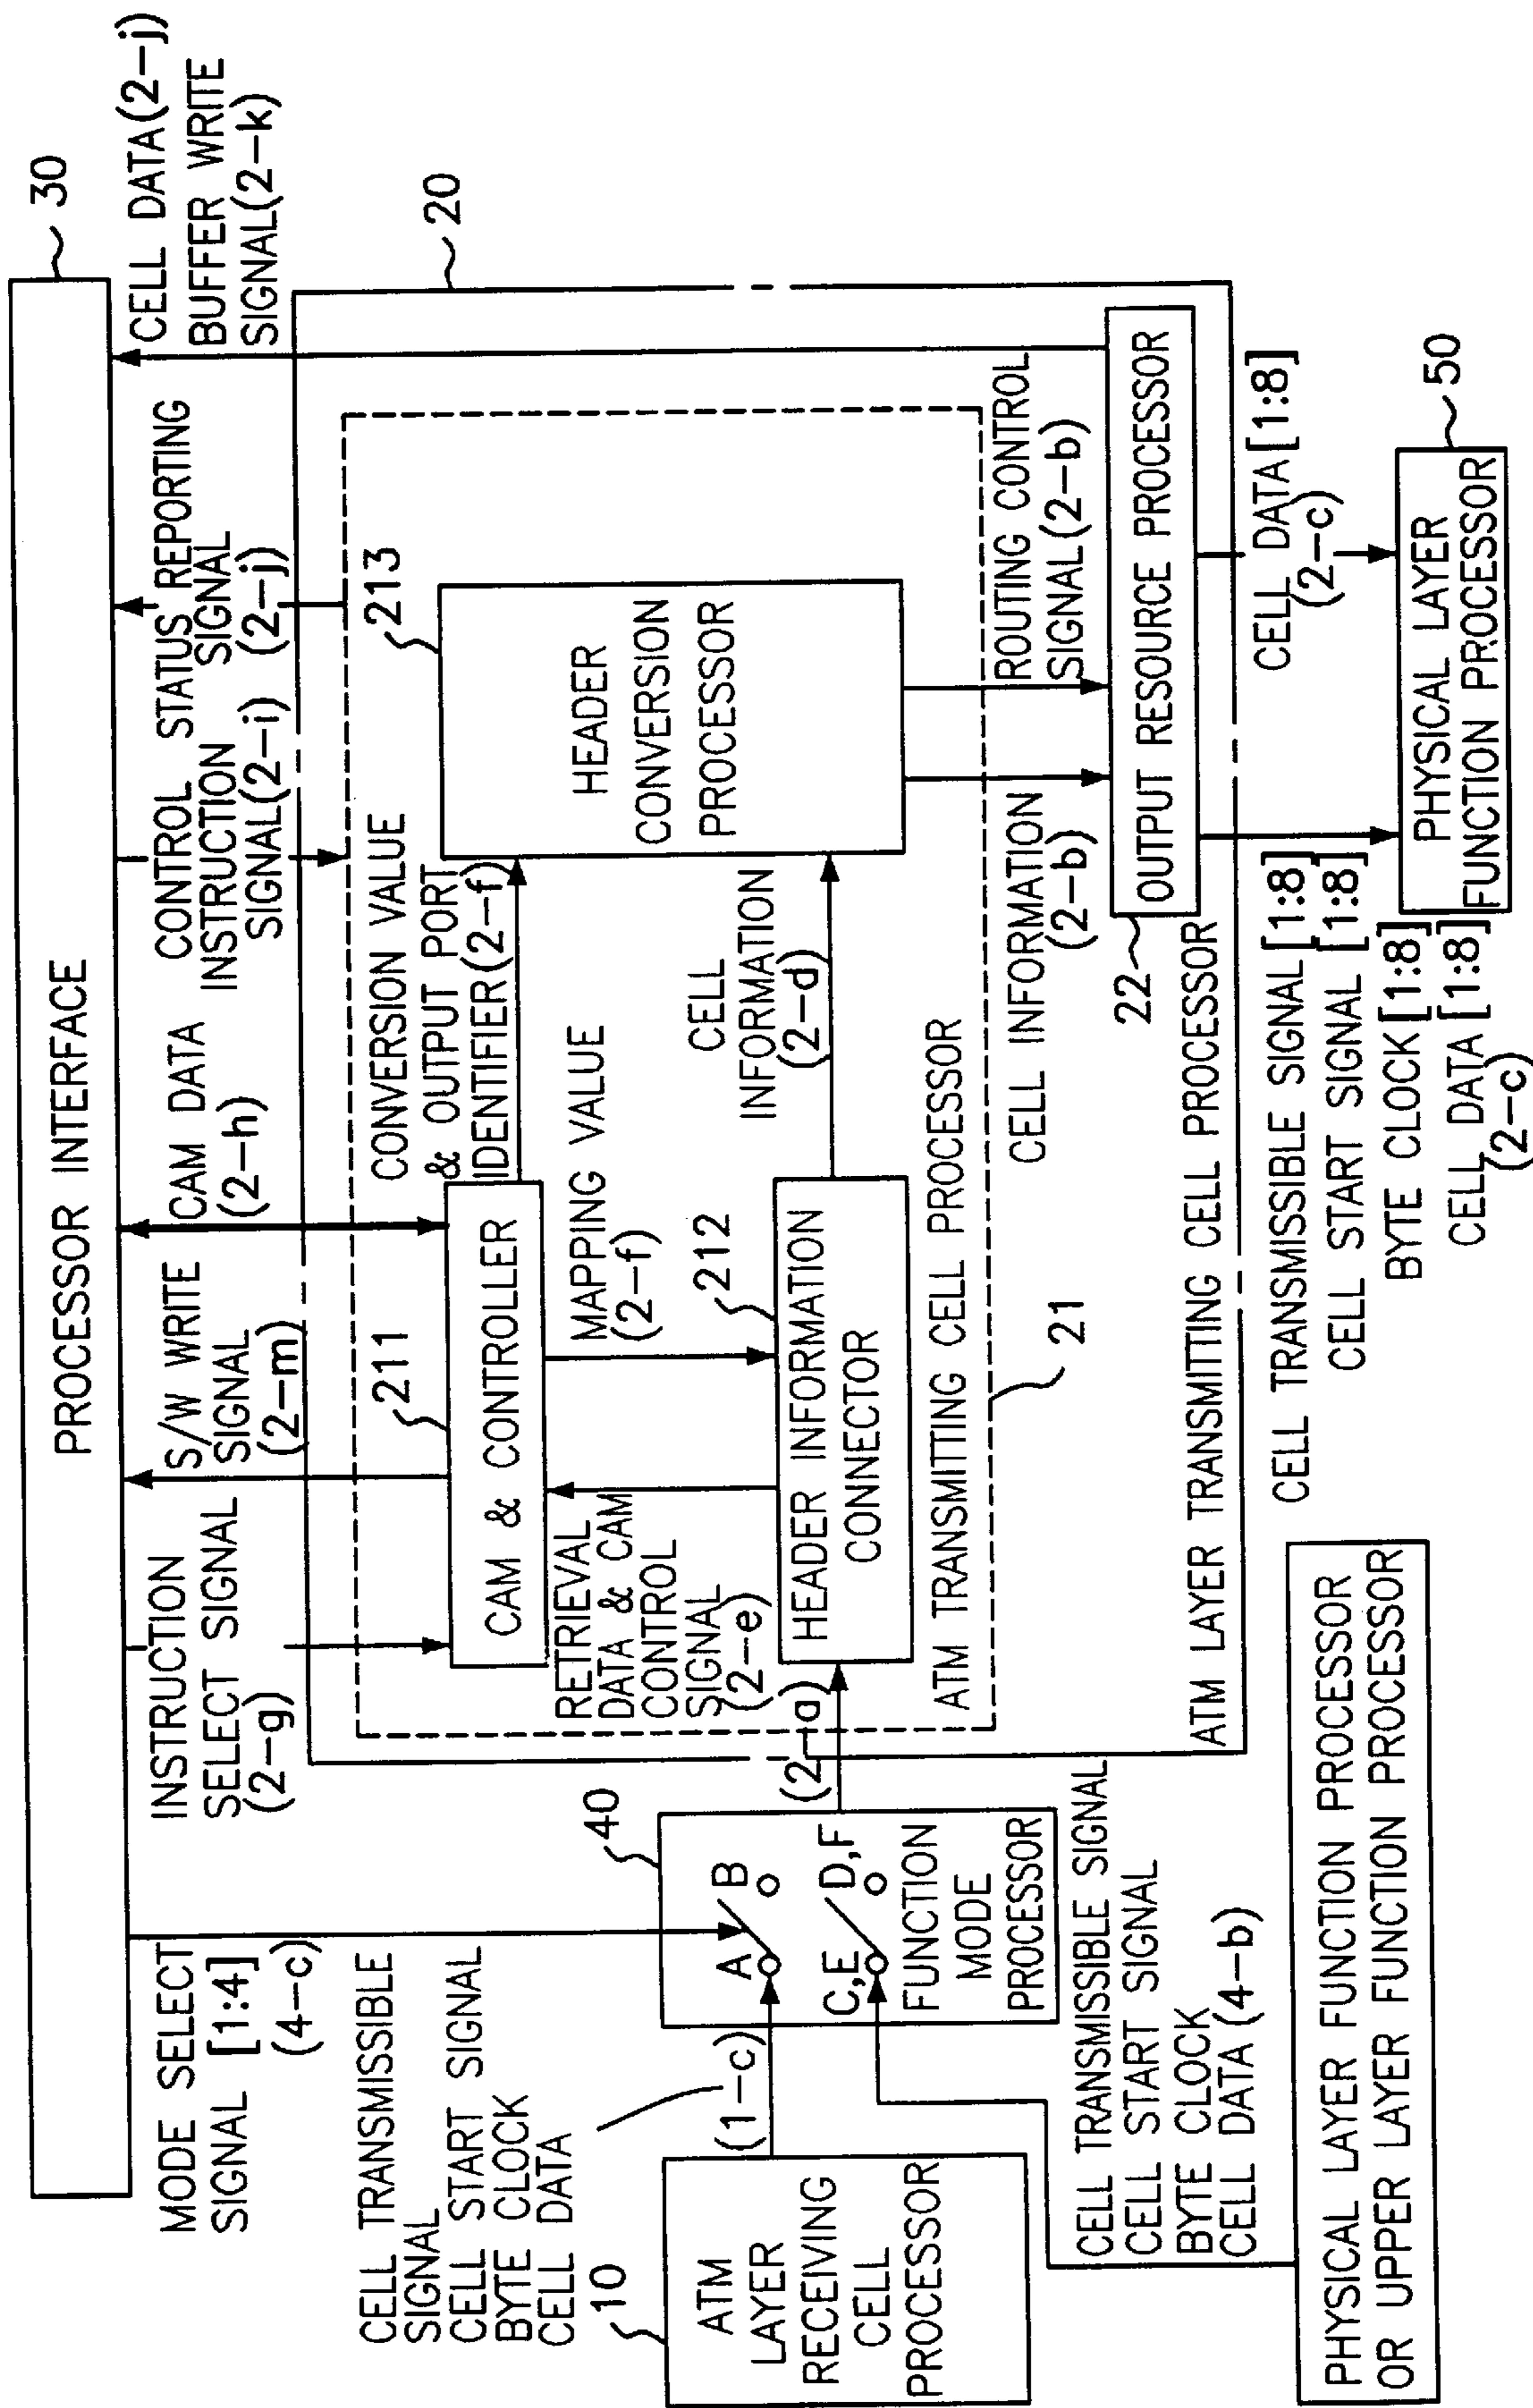 PROCESSOR INTERFACE
30
MODE SELECT
SIGNAL [1:4]
(4-c)
INSTRUCTION
SELECT SIGNAL
(2-g)
S/W WRITE
SIGNAL
(2-m)
CAM DATA
(2-h)
CONTROL
INSTRUCTION
SIGNAL(2-i)
STATUS REPORTING
SIGNAL
(2-j)
CELL DATA(2-j)
BUFFER WRITE
SIGNAL(2-k)
20
CELL TRANSMISSIBLE
SIGNAL
CELL START SIGNAL
BYTE CLOCK
CELL DATA
10
ATM
LAYER
RECEIVING
CELL
PROCESSOR
(1-c)
40
A
B
C,E
D,F
FUNCTION
MODE
PROCESSOR
(2-a)
211
CAM & CONTROLLER
CONVERSION VALUE
& OUTPUT PORT
IDENTIFIER(2-f)
213
HEADER
CONVERSION
PROCESSOR
RETRIEVAL
DATA & CAM
CONTROL
SIGNAL
(2-e)
MAPPING VALUE
(2-f)
212
HEADER INFORMATION
CONNECTOR
CELL
INFORMATION
(2-d)
ATM TRANSMITTING CELL PROCESSOR
21
CELL INFORMATION
(2-b)
ROUTING CONTROL
SIGNAL(2-b)
22
OUTPUT RESOURCE PROCESSOR
ATM LAYER TRANSMITTING CELL PROCESSOR
CELL TRANSMISSIBLE SIGNAL
CELL START SIGNAL
BYTE CLOCK
CELL DATA(4-b)
PHYSICAL LAYER FUNCTION PROCESSOR
OR UPPER LAYER FUNCTION PROCESSOR
CELL TRANSMISSIBLE SIGNAL[1:8]
CELL START SIGNAL [1:8]
BYTE CLOCK[1:8]
CELL DATA [1:8]
(2-c)
CELL DATA[1:8]
(2-c)
50
PHYSICAL LAYER
FUNCTION PROCESSOR